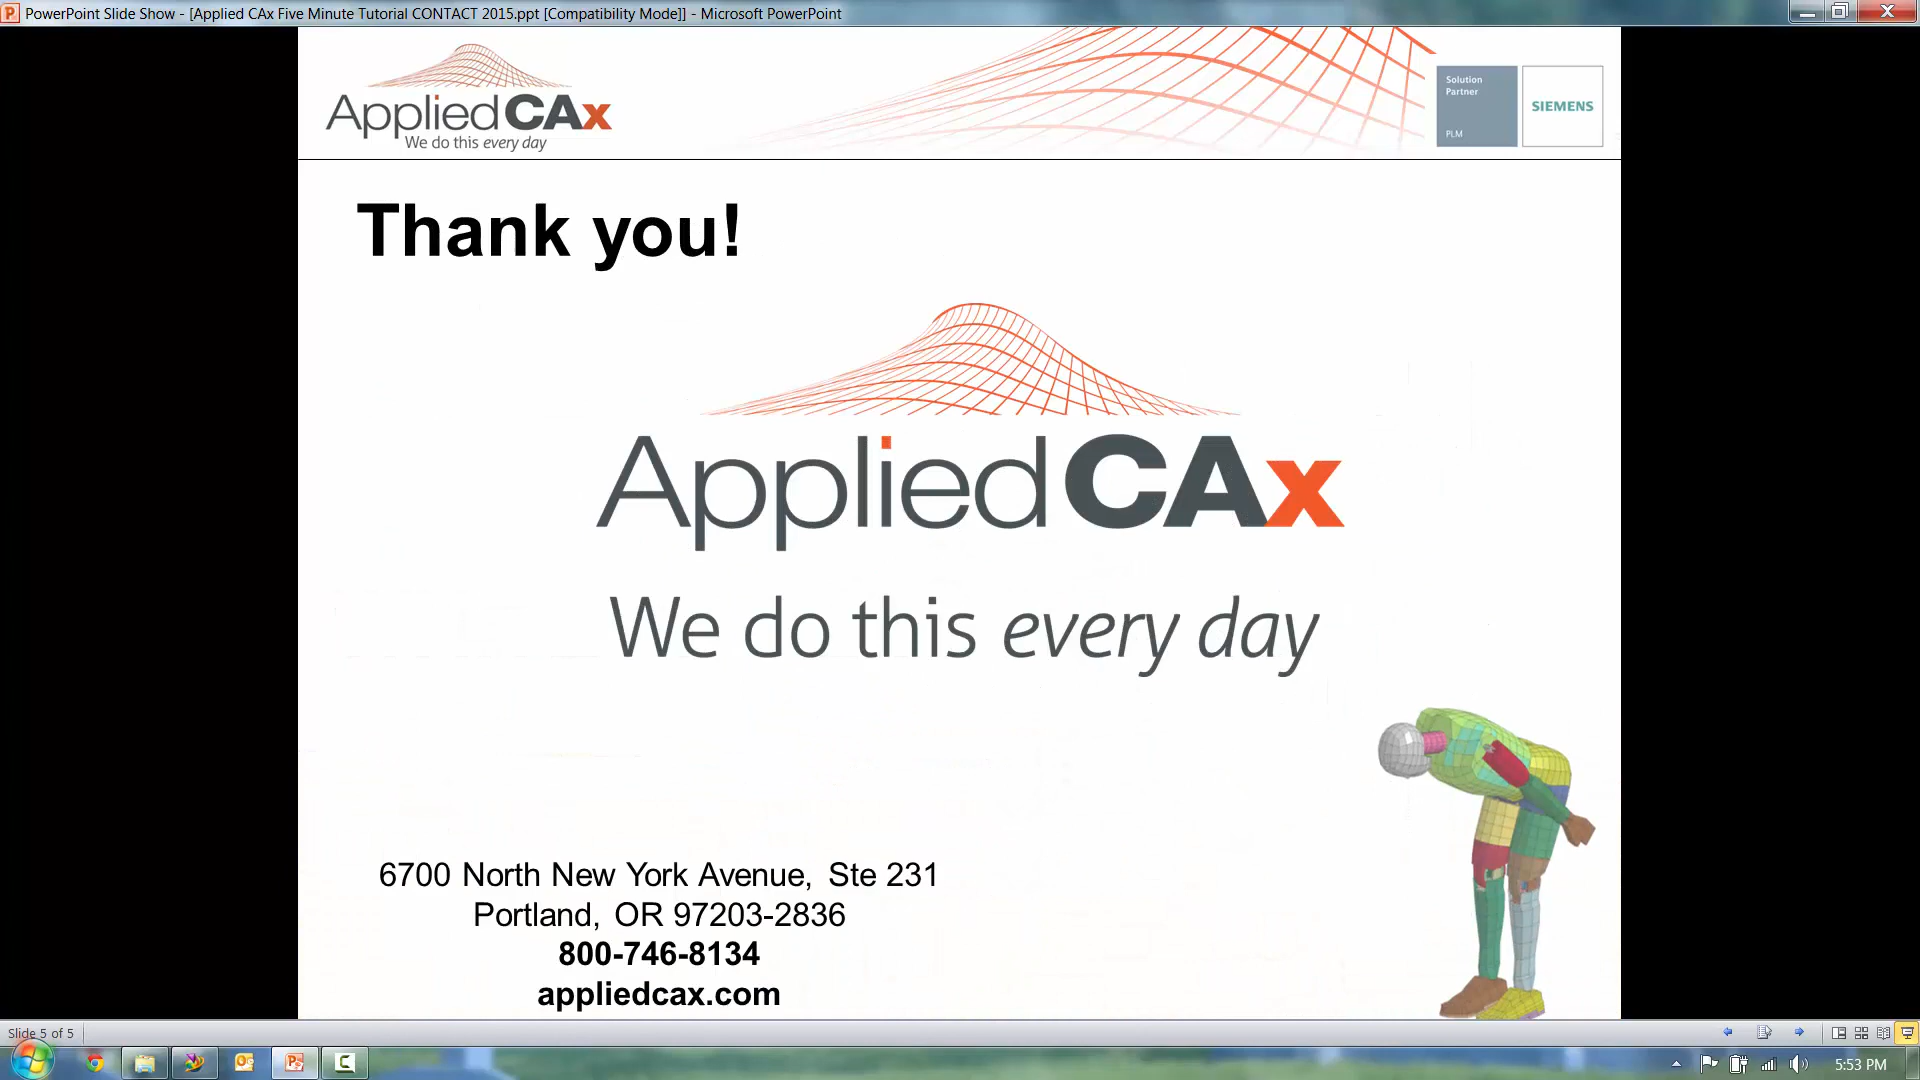 PowerPoint Slide Show - [Applied CAx Five Minute Tutorial CONTACT 2015.ppt [Compatibility Mode]] - Microsoft PowerPoint
AppliedCAx
We do this every day
Solution
Partner
PLM
SIEMENS
Thank you!
AppliedCAx
We do this every day
6700 North New York Avenue, Ste 231
Portland, OR 97203-2836
800-746-8134
appliedcax.com
Slide 5 of 5
5:53 PM